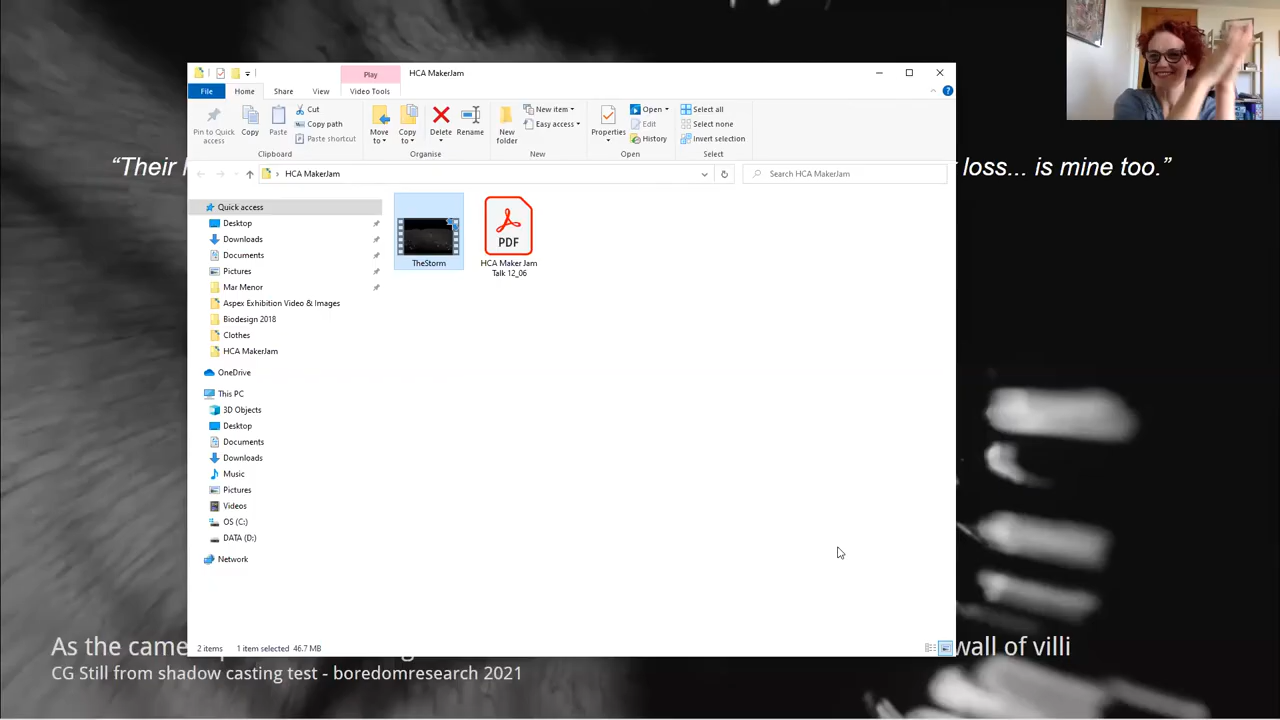 Play
HCA MakerJam
File
Home
Share
View
Video Tools
Pin to Quick access
Copy
Paste
Cut
Copy path
Paste shortcut
Clipboard
Move to
Copy to
Delete
Rename
Organise
New folder
New item
Easy access
New
Properties
Open
Edit
History
Open
Select all
Select none
Invert selection
Select
HCA MakerJam
Search HCA MakerJam
“Their
loss... is mine too.”
Quick access
Desktop
Downloads
Documents
Pictures
Mar Menor
Aspex Exhibition Video & Images
Biodesign 2018
Clothes
HCA MakerJam
OneDrive
This PC
3D Objects
Desktop
Documents
Downloads
Music
Pictures
Videos
OS (C:)
DATA (D:)
Network
TheStorm
PDF
HCA Maker Jam
Talk 12_06
2 items
1 item selected 46.7 MB
As the
wall of villi
CG Still from shadow casting test - boredomresearch 2021